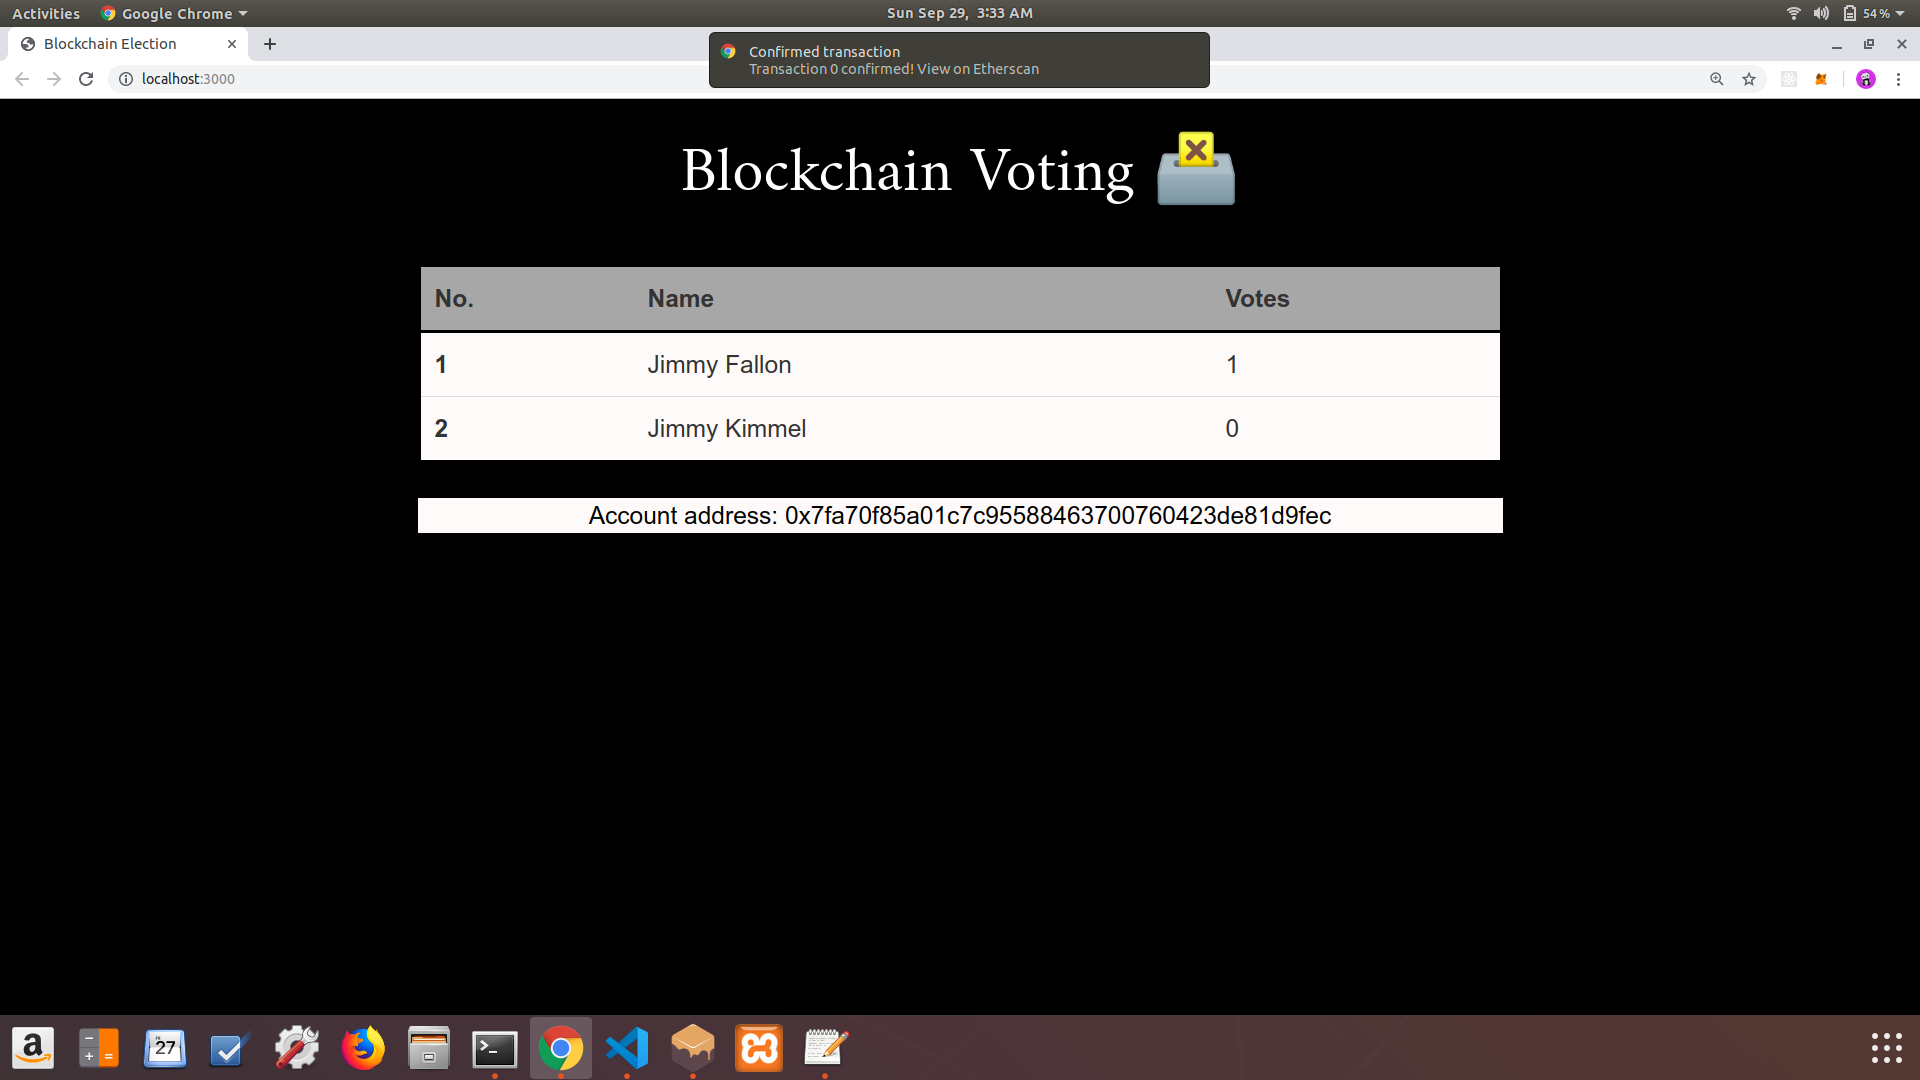 Activities Google Chrome Sun Sep 29, 3:33 AM 54 %
Blockchain Election
Confirmed transaction
Transaction 0 confirmed! View on Etherscan
localhost:3000
Blockchain Voting
No. Name Votes
1 Jimmy Fallon 1
2 Jimmy Kimmel 0
Account address: 0x7fa70f85a01c7c95588463700760423de81d9fec
a 27